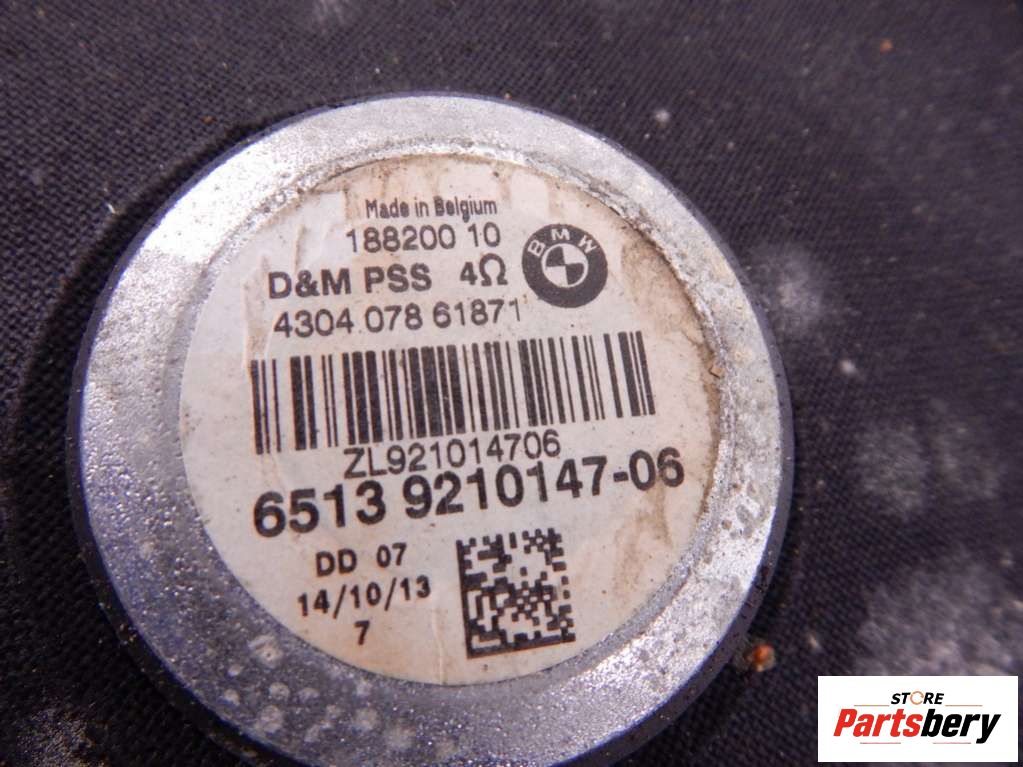 Made in Belgium
188200 10
D&M PSS 4Ω
BMW
4304 078 61871
ZL921014706
6513 9210147-06
DD 07
14/10/13
7
STORE
Partsbery